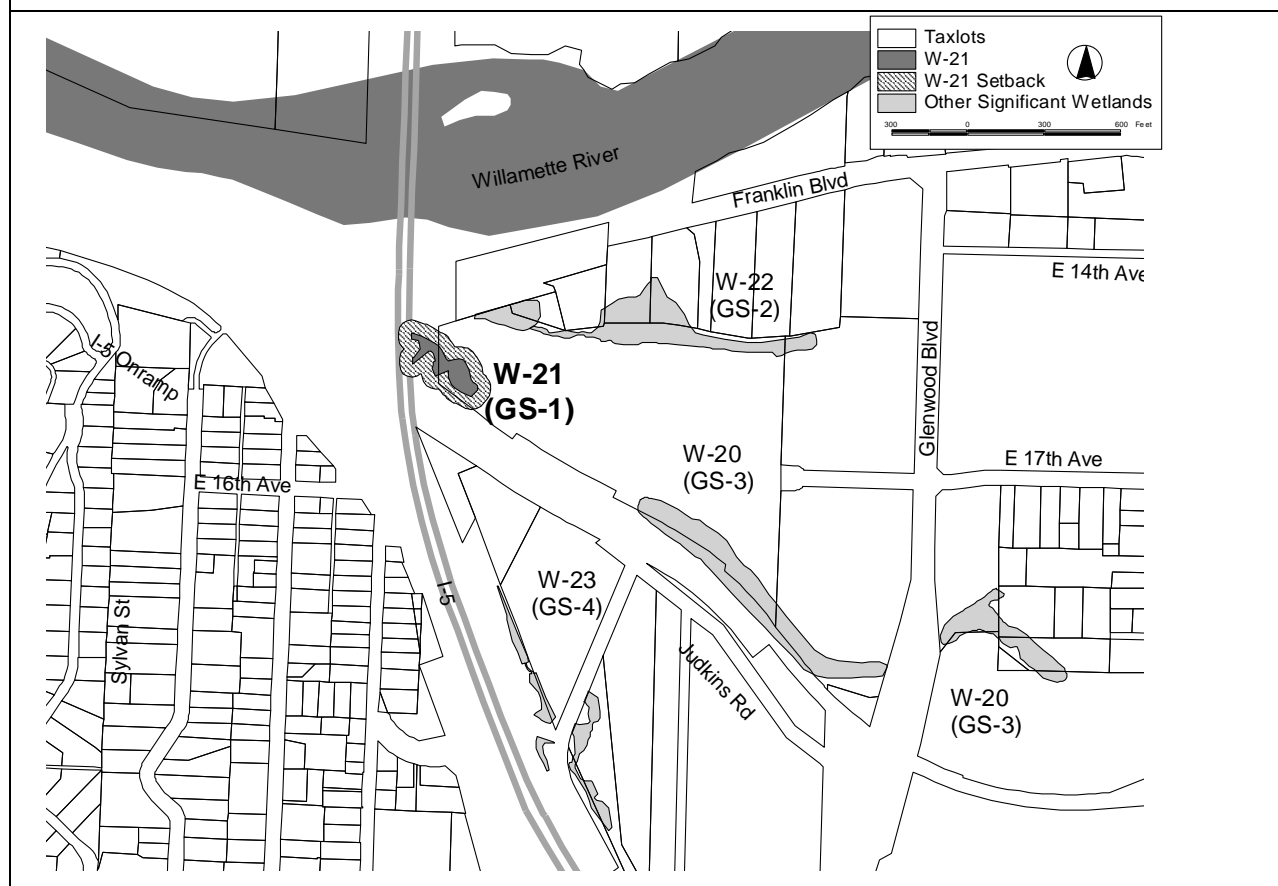 Taxlots
W-21
W-21 Setback
Other Significant Wetlands
300 0 300 600 Feet
Willamette River
Franklin Blvd
E 14th Ave
W-22
(GS-2)
I-5 Onramp
W-21
(GS-1)
Glenwood Blvd
W-20
(GS-3)
E 17th Ave
E 16th Ave
W-23
(GS-4)
I-5
Sylvan St
Judkins Rd
W-20
(GS-3)